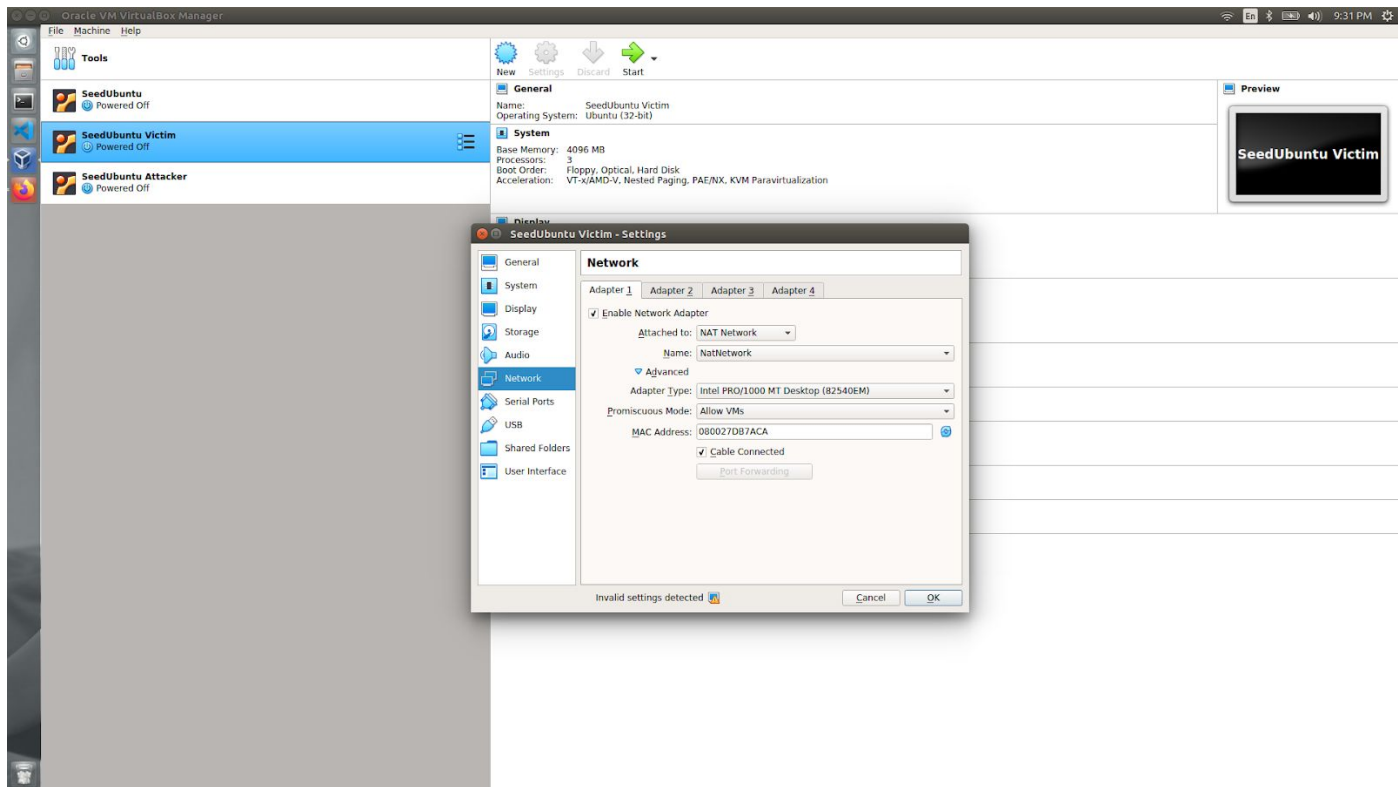 Oracle VM VirtualBox Manager
En 9:31 PM
File Machine Help
Tools
New Settings Discard Start
SeedUbuntu
Powered Off
SeedUbuntu Victim
Powered Off
SeedUbuntu Attacker
Powered Off
General
Name: SeedUbuntu Victim
Operating System: Ubuntu (32-bit)
System
Base Memory: 4096 MB
Processors: 3
Boot Order: Floppy, Optical, Hard Disk
Acceleration: VT-x/AMD-V, Nested Paging, PAE/NX, KVM Paravirtualization
Display
Preview
SeedUbuntu Victim
SeedUbuntu Victim - Settings
General
System
Display
Storage
Audio
Network
Serial Ports
USB
Shared Folders
User Interface
Network
Adapter 1 Adapter 2 Adapter 3 Adapter 4
Enable Network Adapter
Attached to: NAT Network
Name: NatNetwork
Advanced
Adapter Type: Intel PRO/1000 MT Desktop (82540EM)
Promiscuous Mode: Allow VMs
MAC Address: 080027DB7ACA
Cable Connected
Port Forwarding
Invalid settings detected
Cancel OK